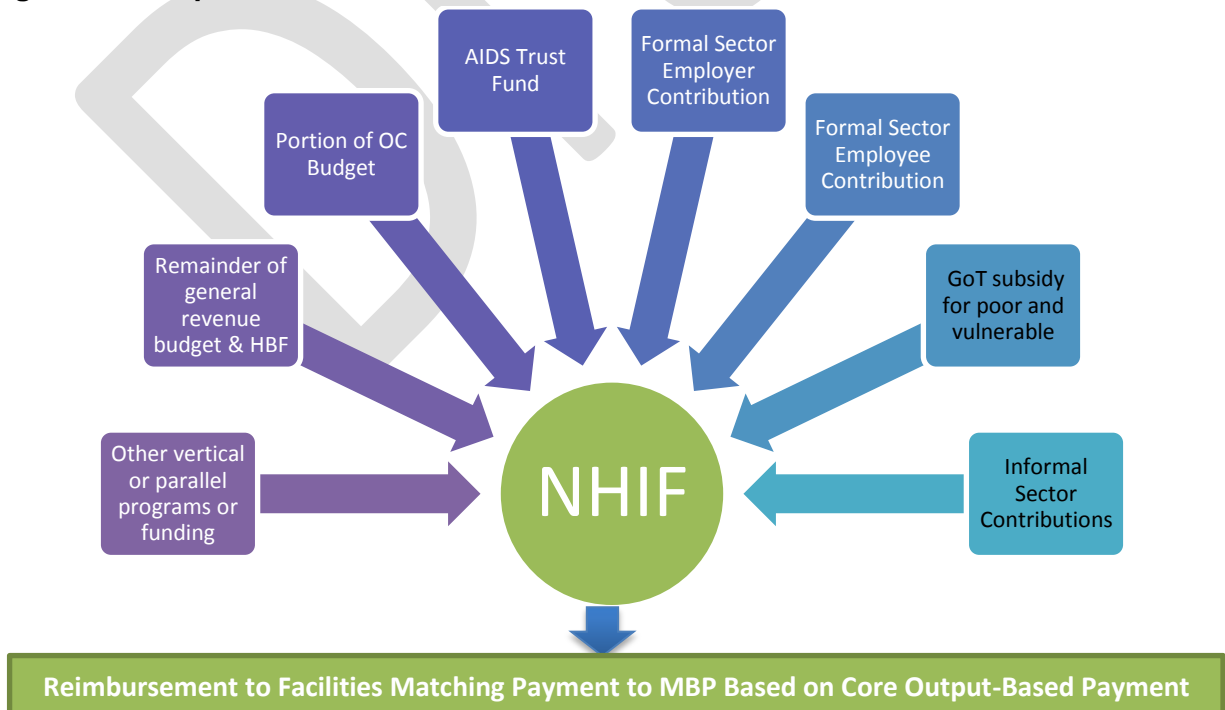 AIDS Trust
Fund
Formal Sector
Employer
Contribution
Portion of OC
Budget
Formal Sector
Employee
Contribution
Remainder of
general
revenue
budget & HBF
GoT subsidy
for poor and
vulnerable
Other vertical
or parallel
programs or
funding
NHIF
Informal
Sector
Contributions
Reimbursement to Facilities Matching Payment to MBP Based on Core Output-Based Payment